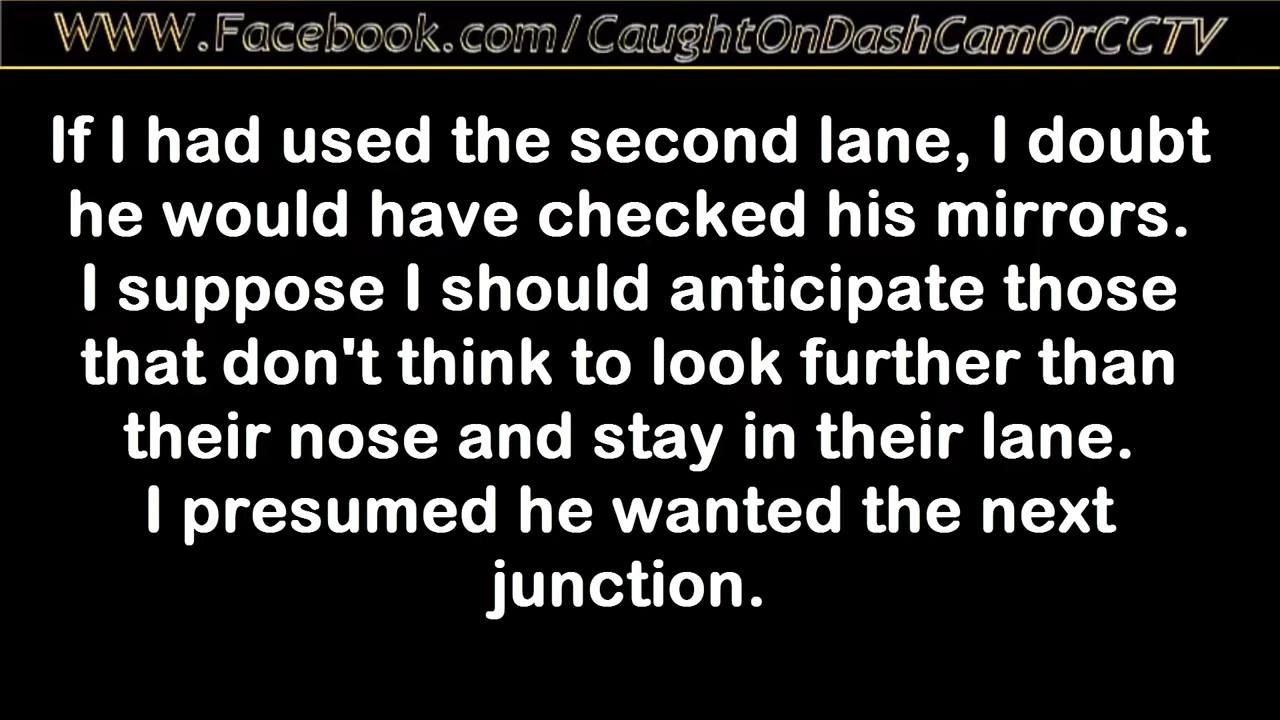 WWW.Facebook.com/CaughtOnDashCamOrCCTV
If I had used the second lane, I doubt
he would have checked his mirrors.
I suppose I should anticipate those
that don't think to look further than
their nose and stay in their lane.
I presumed he wanted the next
junction.